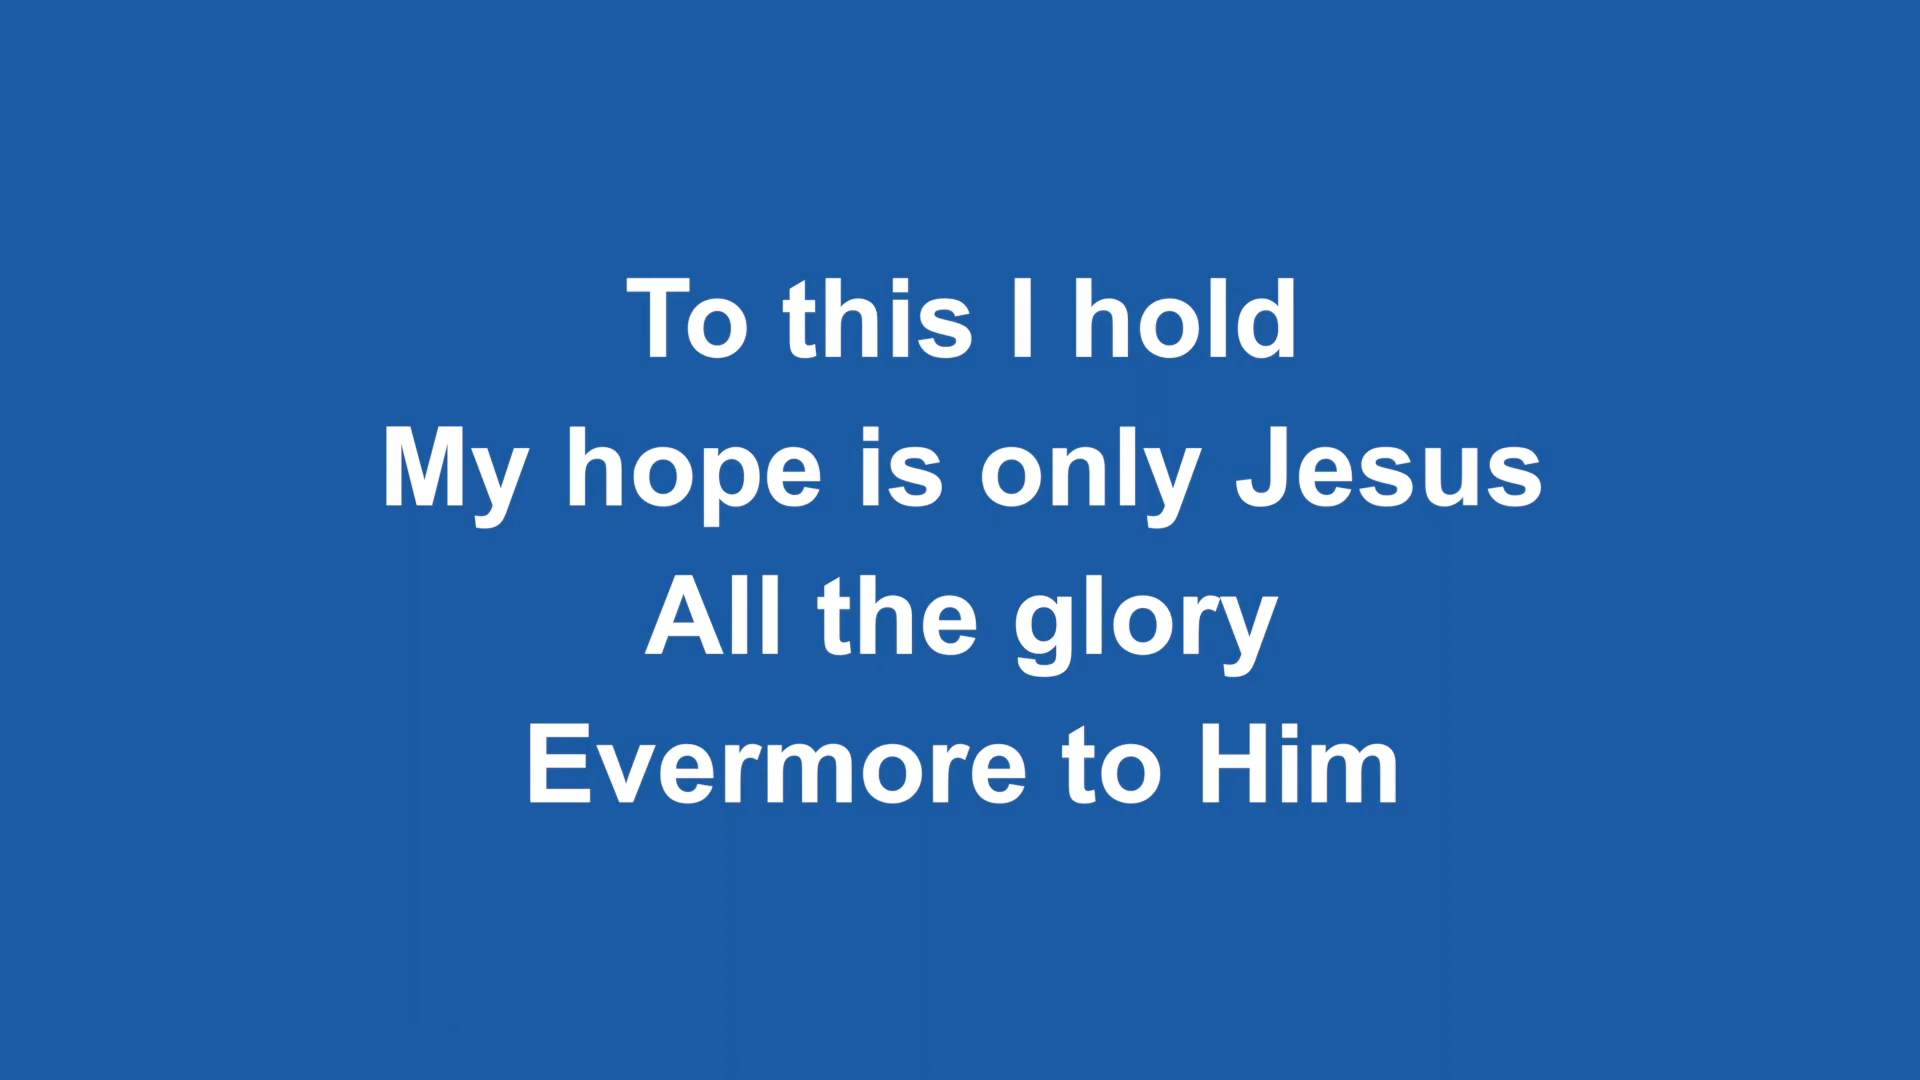 To this I hold
My hope is only Jesus
All the glory
Evermore to Him